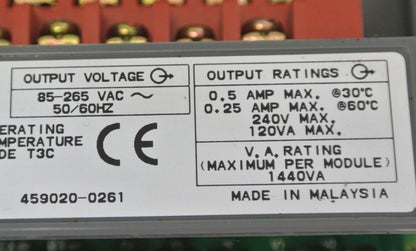 OUTPUT VOLTAGE
85-265 VAC ~
50/60HZ
ERATING
MPERATURE
DE T3C
CE
459020-0261
OUTPUT RATINGS
0.5 AMP MAX. @30°C
0.25 AMP MAX. @60°C
240V MAX.
120VA MAX.
V.A. RATING
(MAXIMUM PER MODULE)
1440VA
MADE IN MALAYSIA